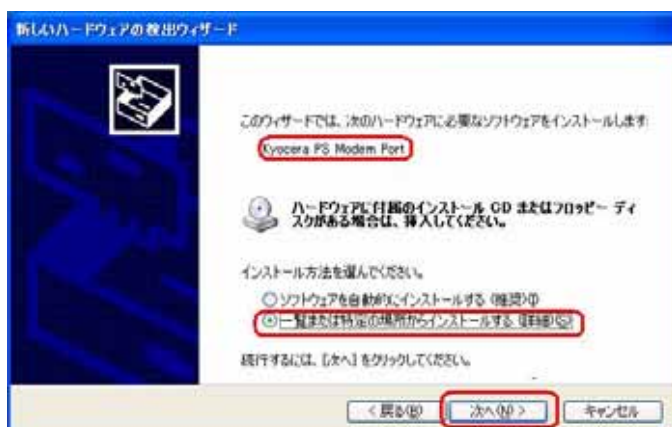 新しいハードウェアの検出ウィザード
このウィザードでは、次のハードウェアに必要なソフトウェアをインストールします:
Kyocera PS Modem Port
ハードウェアに付属のインストール CD またはフロッピー ディ
スクがある場合は、挿入してください。
インストール方法を選んでください。
ソフトウェアを自動的にインストールする (推奨)(I)
一覧または特定の場所からインストールする (詳細)(S)
続行するには、[次へ] をクリックしてください。
< 戻る(B)
次へ(N) >
キャンセル